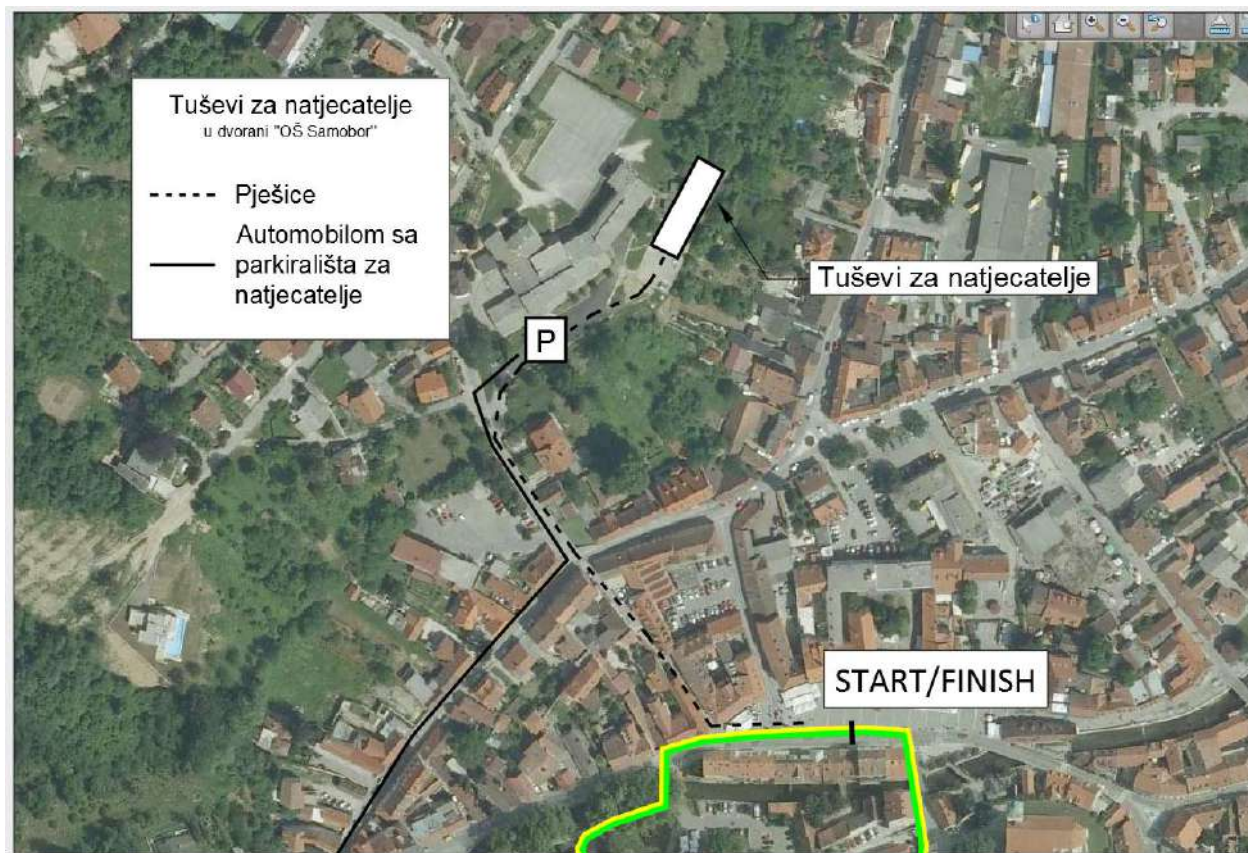 Tuševi za natjecatelje
u dvorani "OŠ Samobor"
Pješice
Automobilom sa
parkirališta za
natjecatelje
Tuševi za natjecatelje
P
START/FINISH